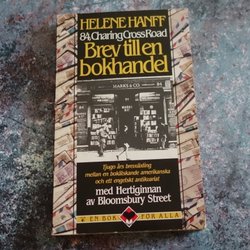 HELENE HANFF
84, Charing Cross Road
Brev till en
bokhandel
MARKS & CO.
84
Tjugo års brevväxling
mellan en bokälskande amerikanska
och ett engelskt antikvariat
med Hertiginnan
av Bloomsbury Street
EN BOK FÖR ALLA